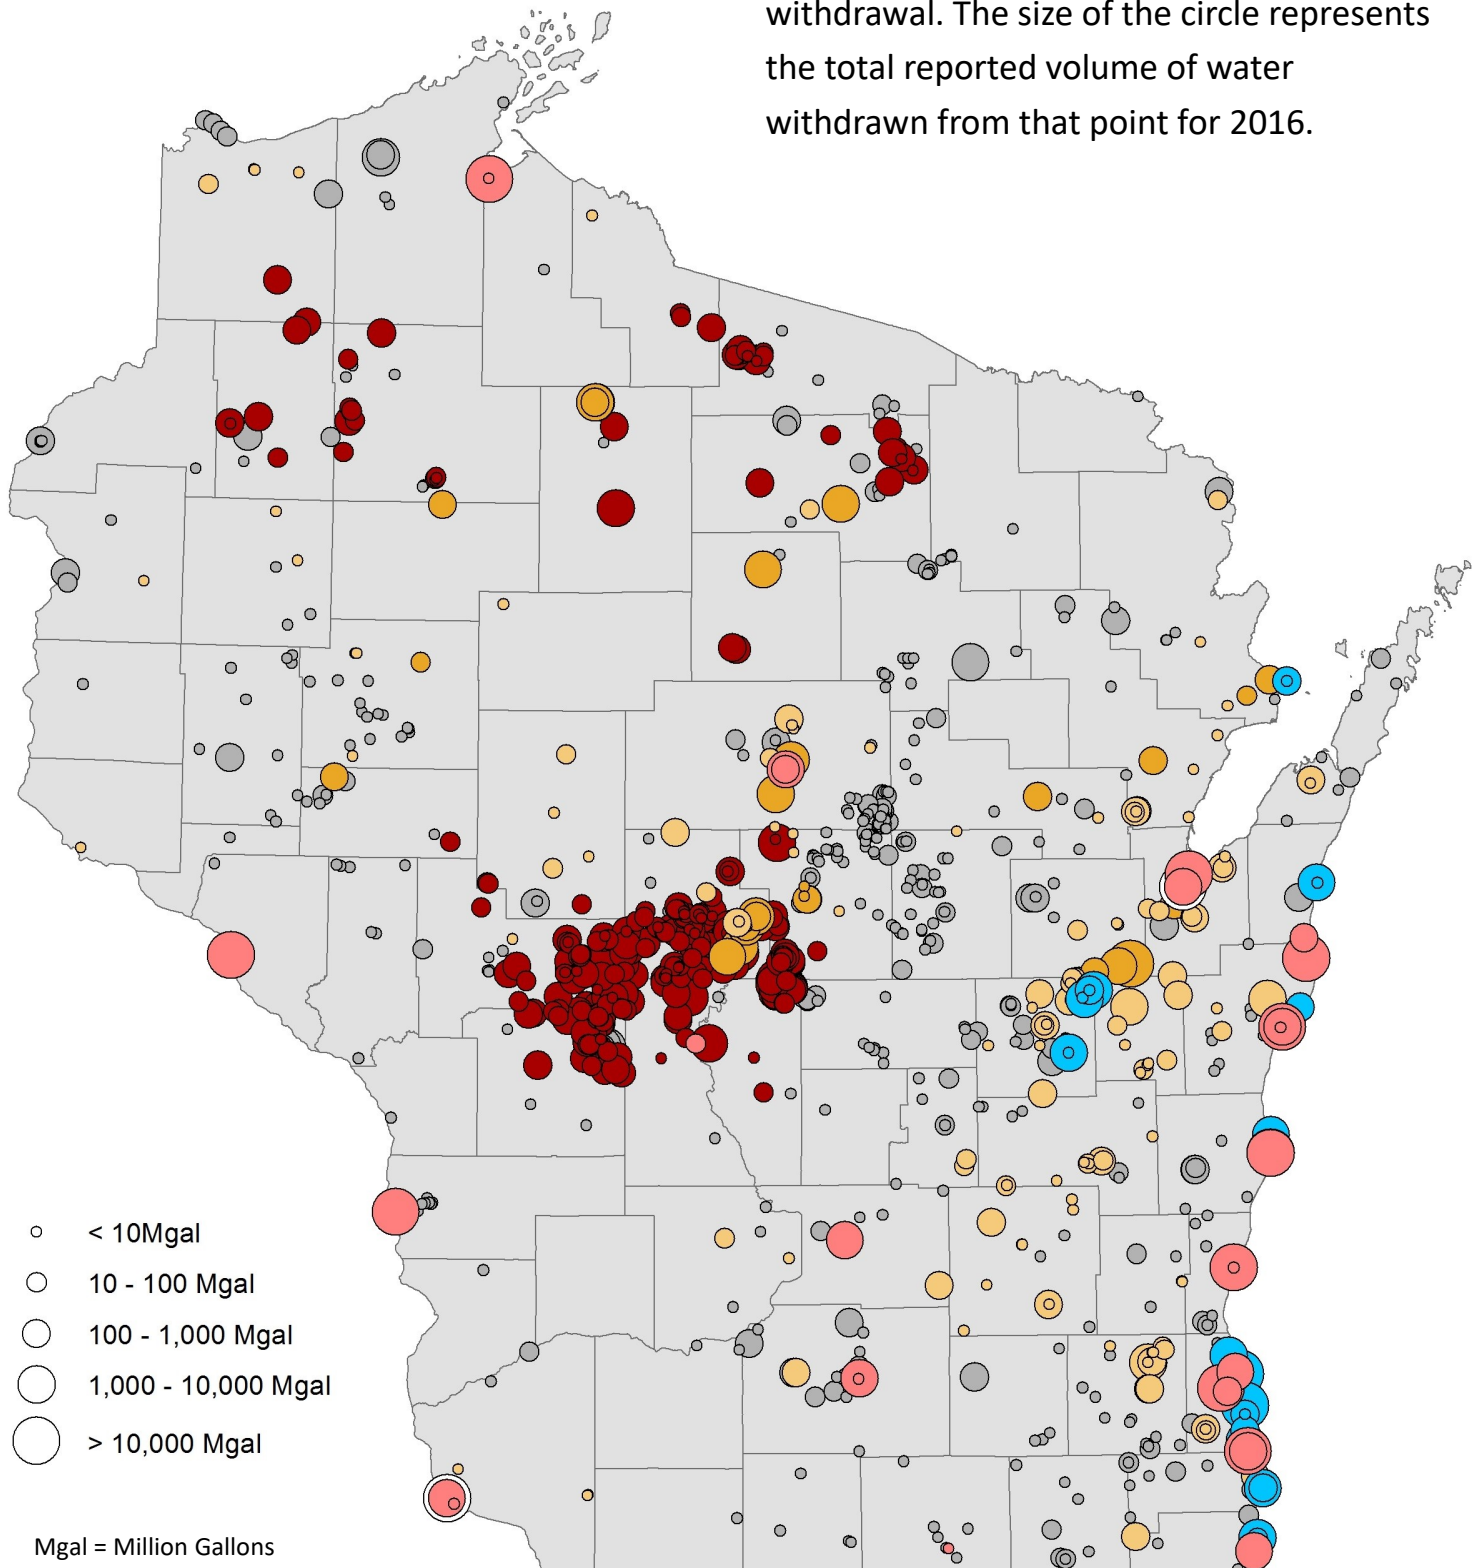 withdrawal. The size of the circle represents
the total reported volume of water
withdrawn from that point for 2016.
< 10Mgal
10 - 100 Mgal
100 - 1,000 Mgal
1,000 - 10,000 Mgal
> 10,000 Mgal
Mgal = Million Gallons